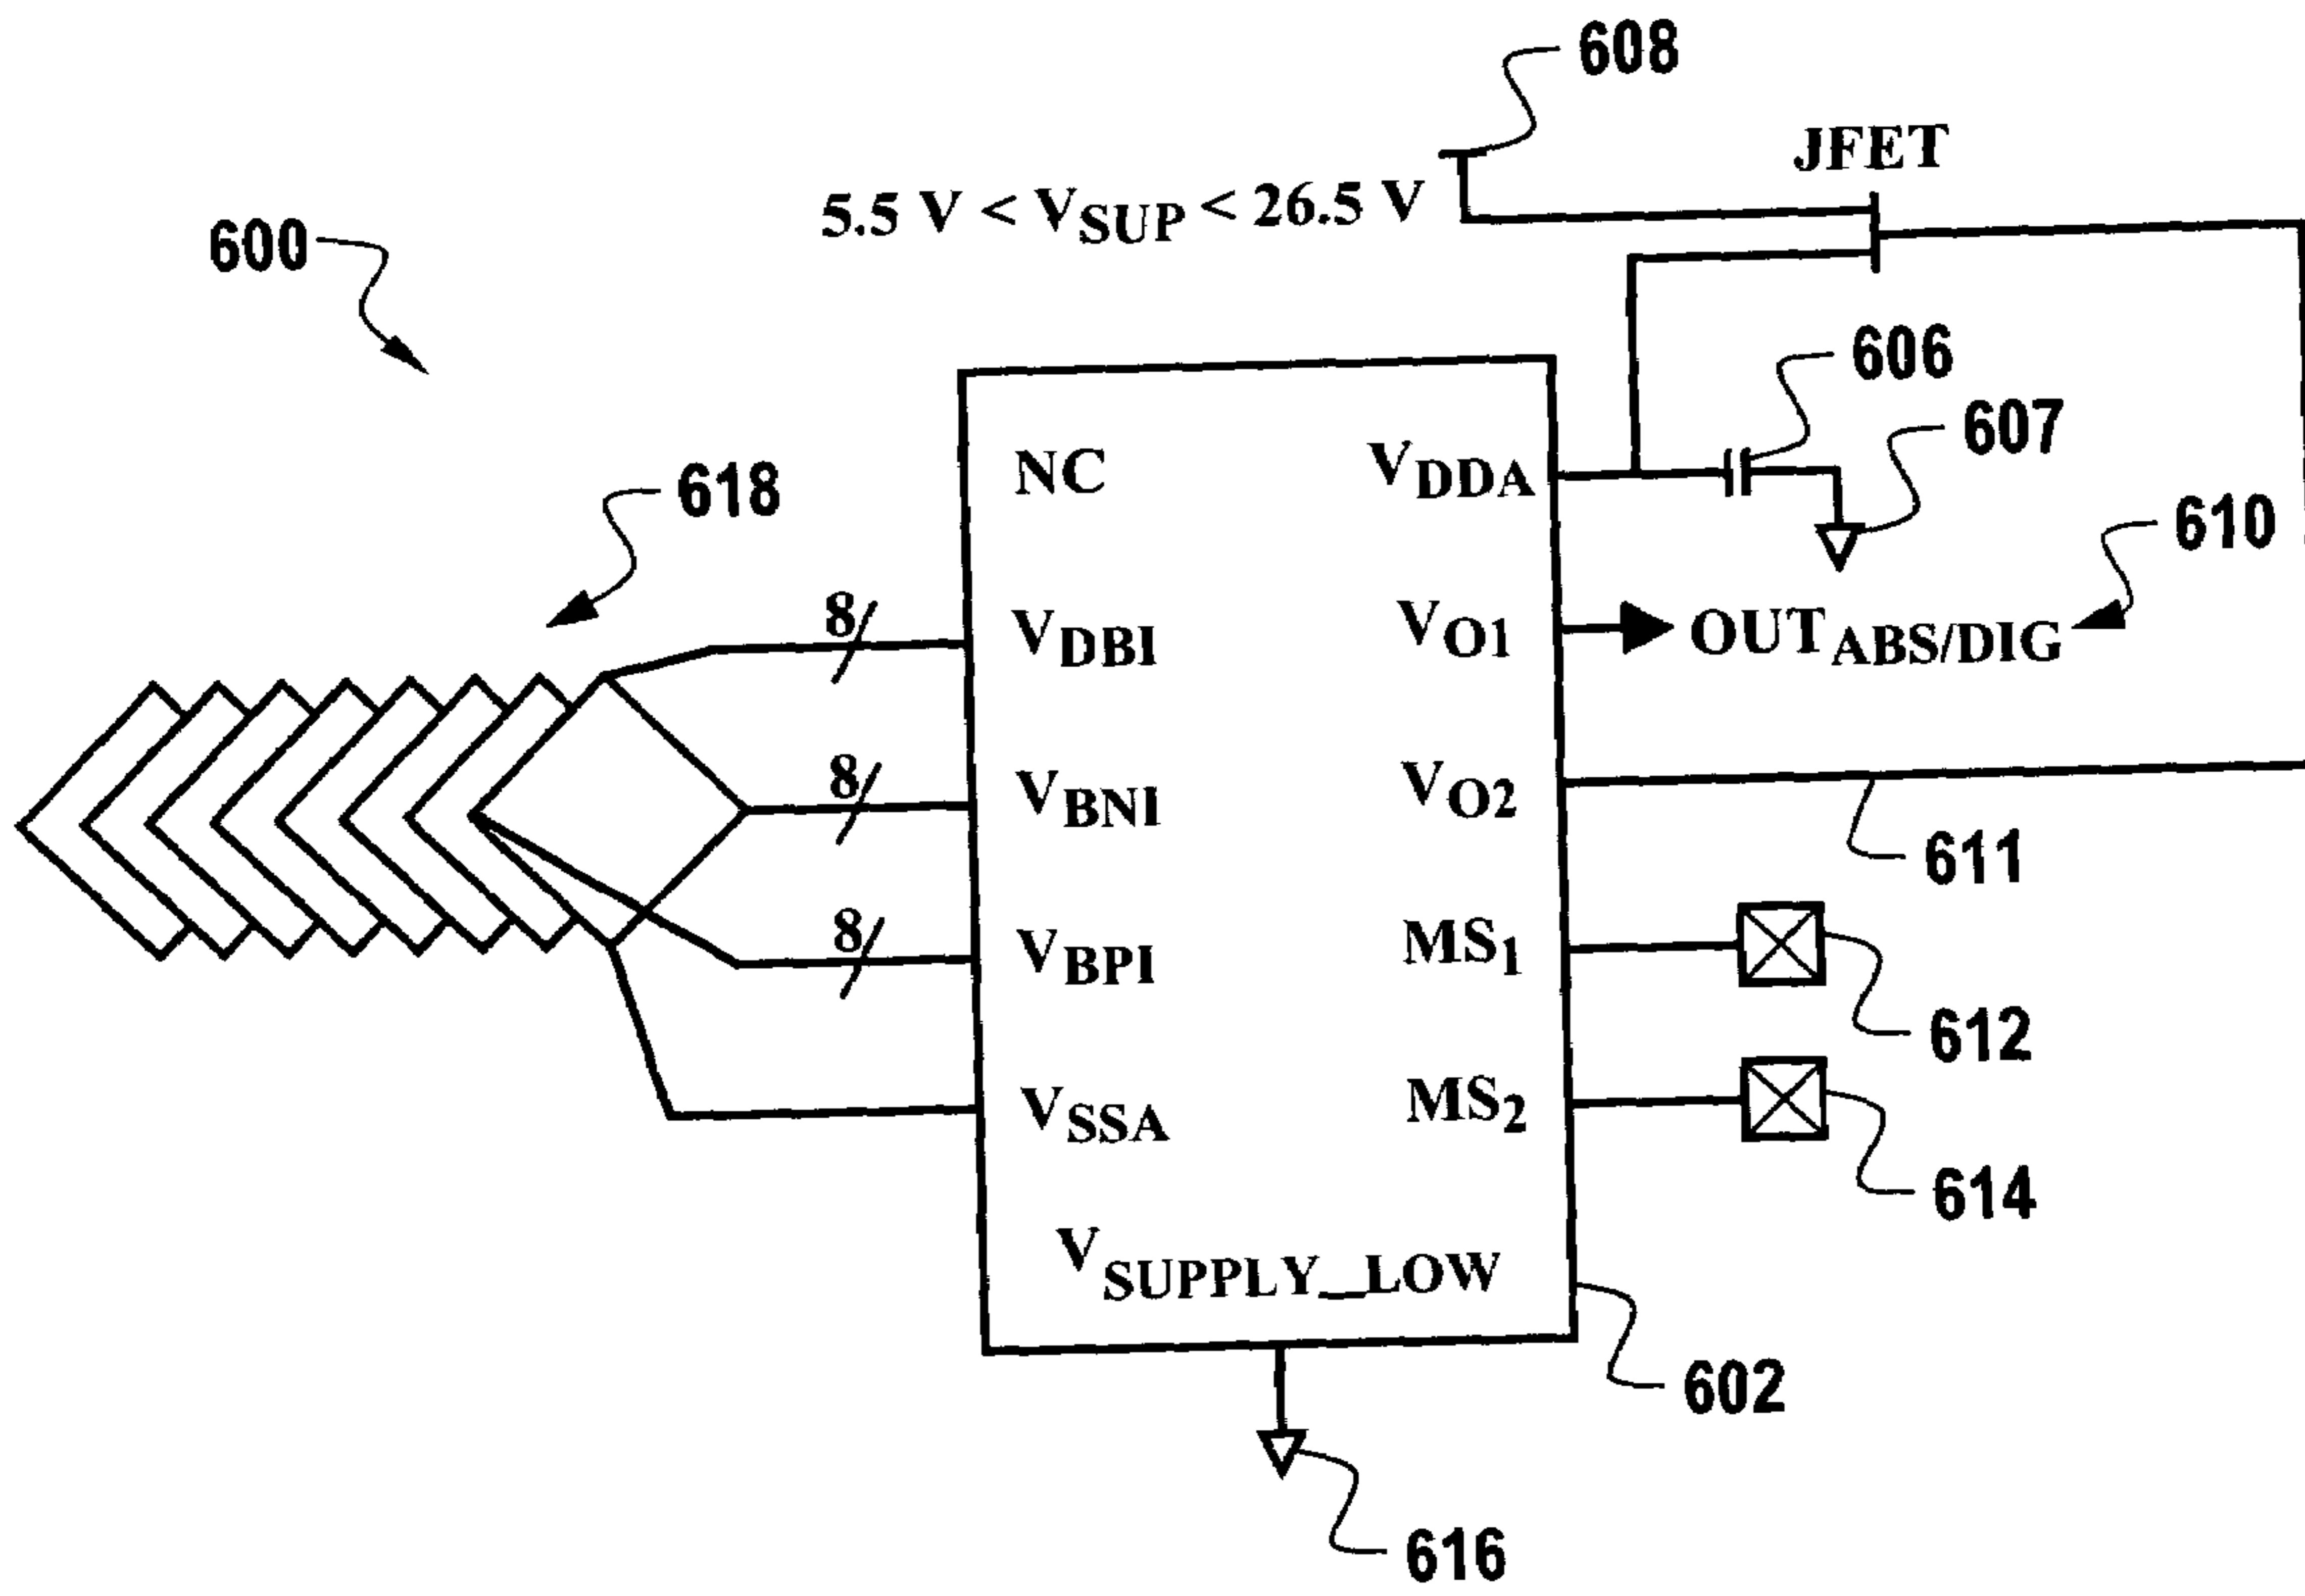 608
JFET
5.5 V < VSUP < 26.5 V
600
606
607
610
618
NC
VDDA
8
VDBI
VO1
OUTABS/DIG
8
VBNI
VO2
611
8
VBPI
MS1
612
VSSA
MS2
614
VSUPPLY_LOW
602
616